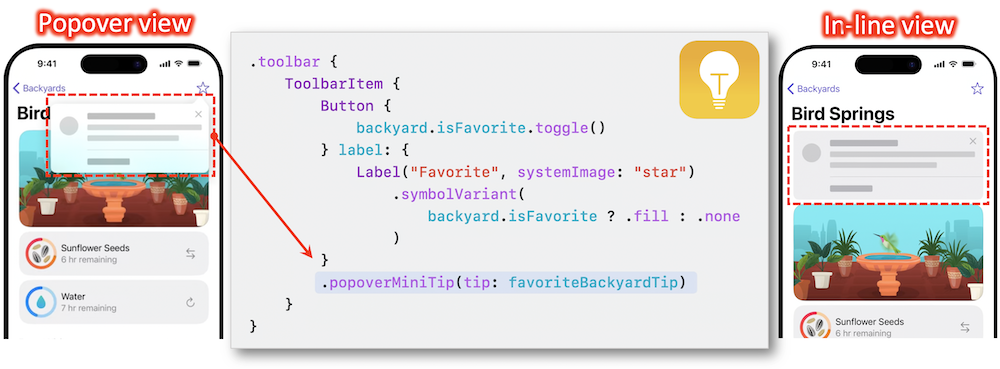 Popover view
9:41
Backyards
Bird
Sunflower Seeds
6 hr remaining
Water
7 hr remaining
.toolbar {
ToolbarItem {
Button {
backyard.isFavorite.toggle()
} label: {
Label("Favorite", systemImage: "star")
.symbolVariant(
backyard.isFavorite ? .fill : .none
)
}
.popoverMiniTip(tip: favoriteBackyardTip)
}
}
In-line view
9:41
Backyards
Bird Springs
Sunflower Seeds
6 hr remaining